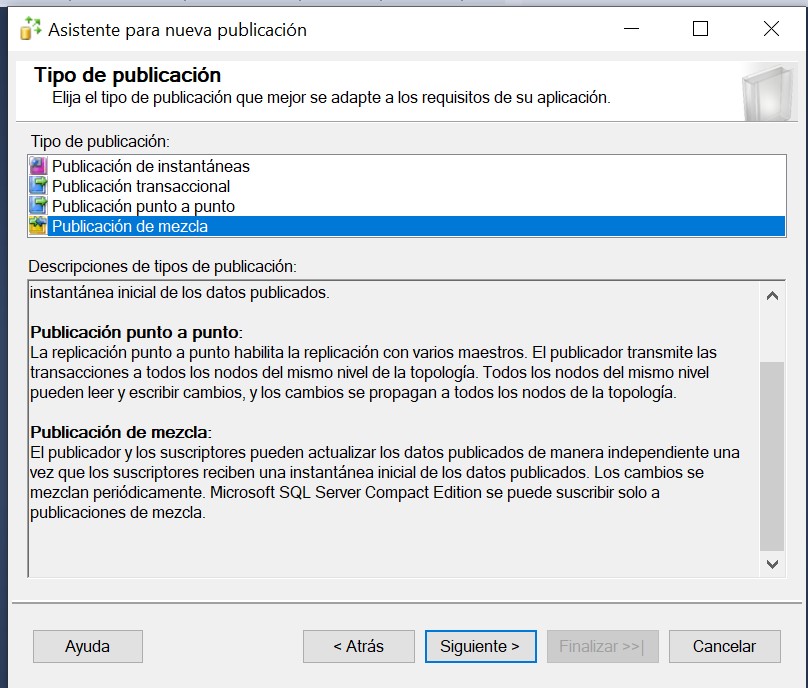 Asistente para nueva publicación
Tipo de publicación
Elija el tipo de publicación que mejor se adapte a los requisitos de su aplicación.
Tipo de publicación:
Publicación de instantáneas
Publicación transaccional
Publicación punto a punto
Publicación de mezcla
Descripciones de tipos de publicación:
instantánea inicial de los datos publicados.
Publicación punto a punto:
La replicación punto a punto habilita la replicación con varios maestros. El publicador transmite las
transacciones a todos los nodos del mismo nivel de la topología. Todos los nodos del mismo nivel
pueden leer y escribir cambios, y los cambios se propagan a todos los nodos de la topología.
Publicación de mezcla:
El publicador y los suscriptores pueden actualizar los datos publicados de manera independiente una
vez que los suscriptores reciben una instantánea inicial de los datos publicados. Los cambios se
mezclan periódicamente. Microsoft SQL Server Compact Edition se puede suscribir solo a
publicaciones de mezcla.
Ayuda
< Atrás
Siguiente >
Finalizar >>|
Cancelar